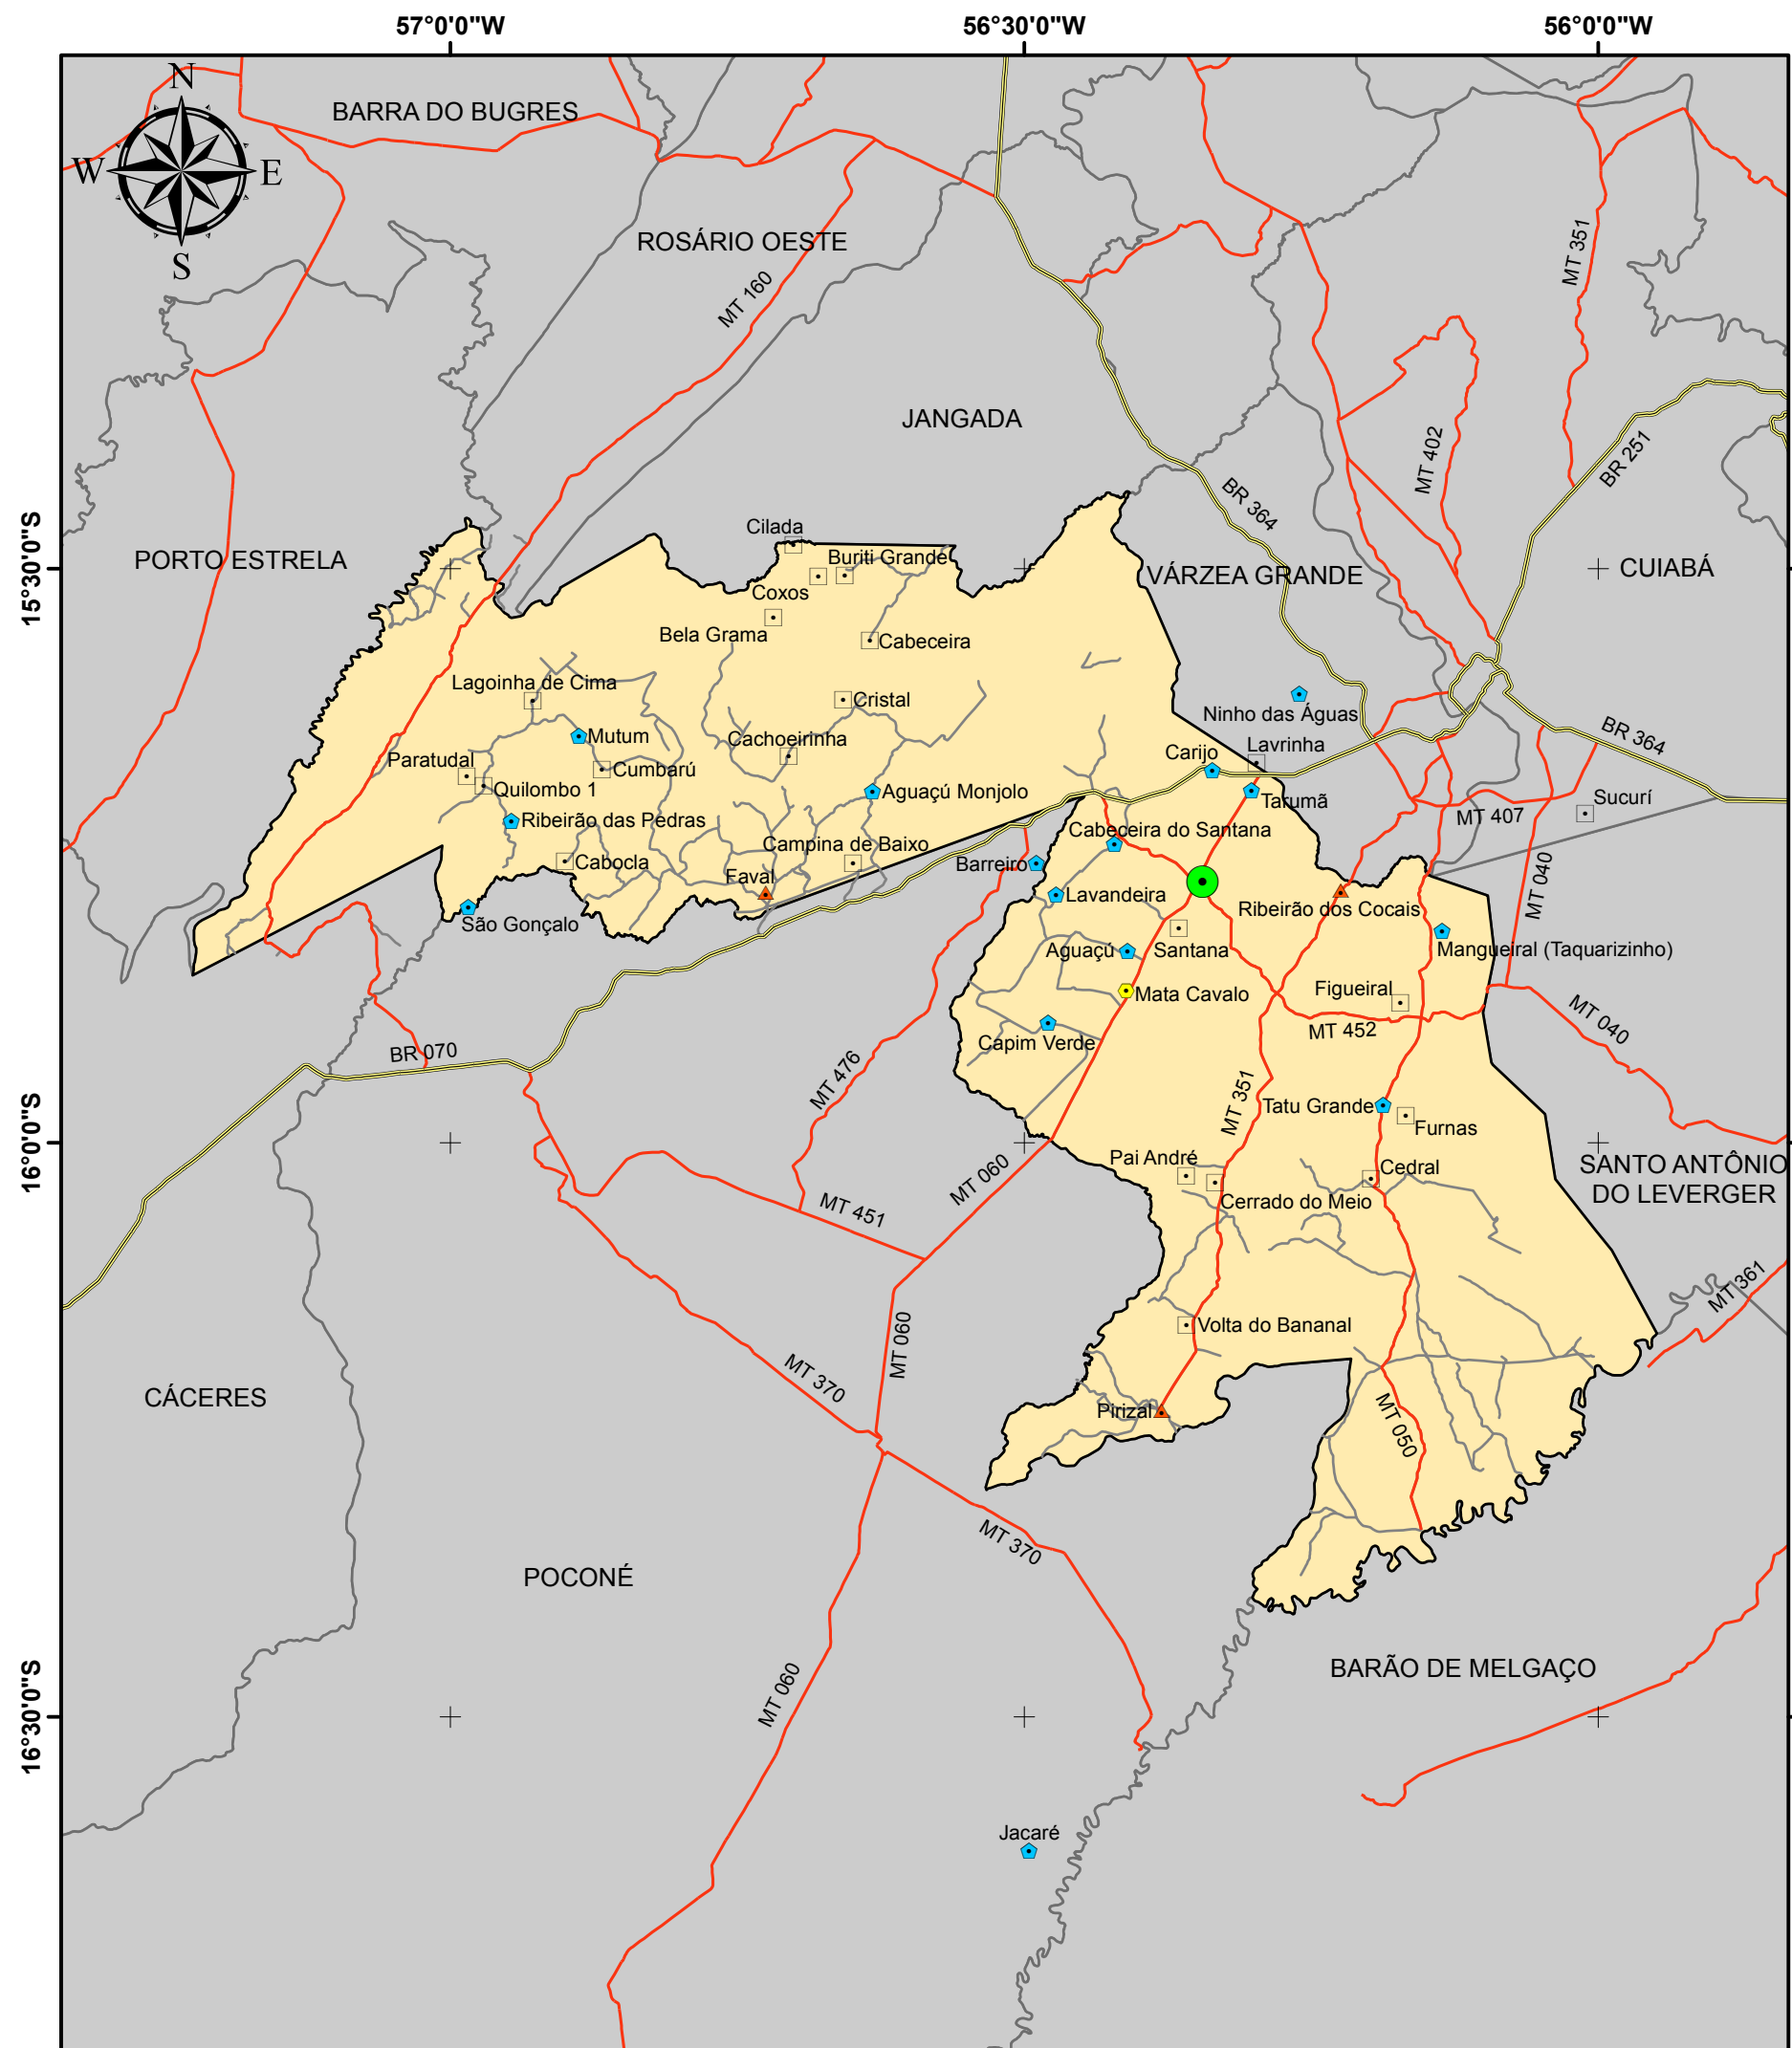 57°0'0"W
56°30'0"W
56°0'0"W
N
BARRA DO BUGRES
W
E
S
ROSÁRIO OESTE
MT 351
MT 160
JANGADA
MT 402
BR 251
BR 364
15°30'0"S
PORTO ESTRELA
Cilada
Buriti Grande
VÁRZEA GRANDE
CUIABÁ
Coxos
Bela Grama
Cabeceira
Lagoinha de Cima
Cristal
Ninho das Águas
Mutum
Cachoeirinha
Carijo
Lavrinha
BR 364
Paratudal
Cumbarú
Quilombo 1
Aguaçú Monjolo
Tarumã
Sucurí
MT 407
Ribeirão das Pedras
Cabeceira do Santana
Campina de Baixo
Cabocla
Barreiro
Faval
MT 040
Lavandeira
Ribeirão dos Cocais
São Gonçalo
Aguaçú
Santana
Mangueiral (Taquarizinho)
Mata Cavalo
Figueiral
MT 040
MT 452
Capim Verde
BR 070
MT 476
MT 351
Tatu Grande
Furnas
16°0'0"S
Pai André
Cedral
SANTO ANTÔNIO
DO LEVERGER
MT 060
Cerrado do Meio
MT 451
MT 361
Volta do Bananal
MT 060
MT 370
CÁCERES
Pirizal
MT 050
MT 370
POCONÉ
BARÃO DE MELGAÇO
MT 060
16°30'0"S
Jacaré